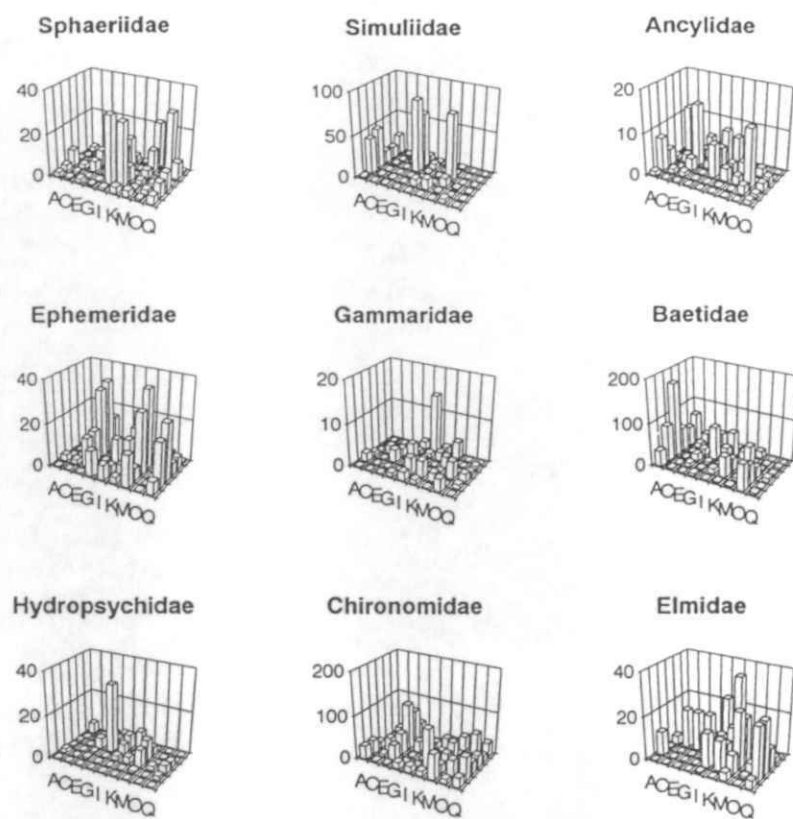 Sphaeriidae Simuliidae Ancylidae
40 100 20
20 50 10
0 0 0
ACEGIKMOQ ACEGIKMOQ ACEGIKMOQ
Ephemeridae Gammaridae Baetidae
40 20 200
20 10 100
0 0 0
ACEGIKMOQ ACEGIKMOQ ACEGIKMOQ
Hydropsychidae Chironomidae Elmidae
40 200 40
20 100 20
0 0 0
ACEGIKMOQ ACEGIKMOQ ACEGIKMOQ